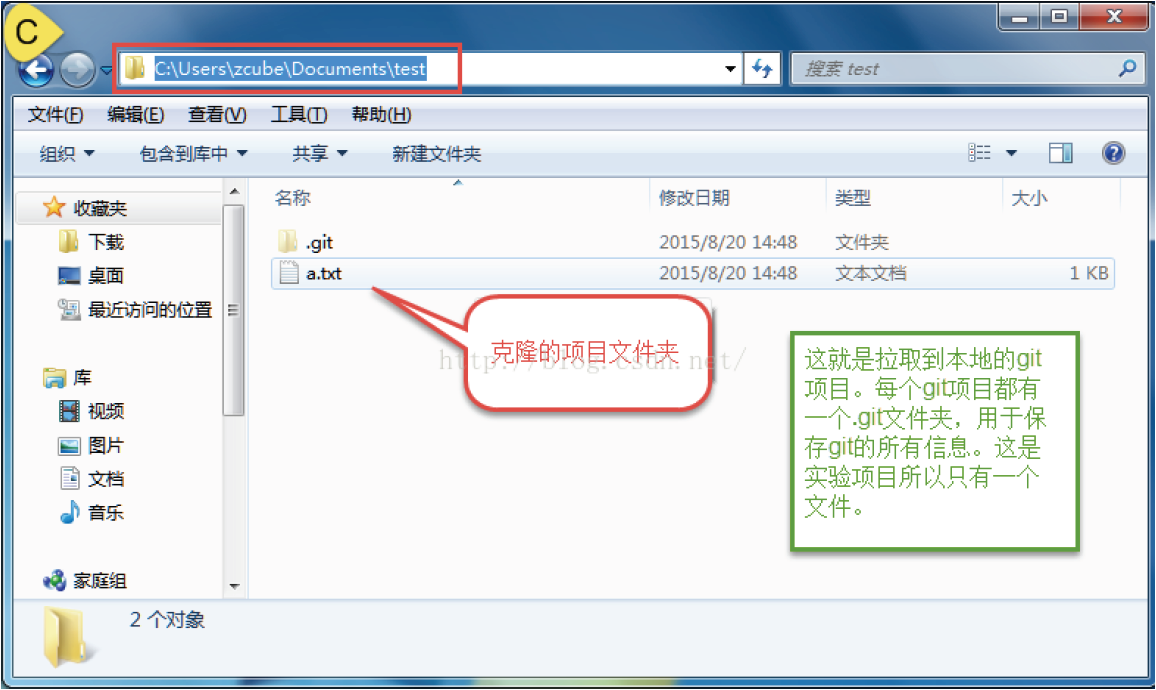 C
C:\Users\zcube\Documents\test
搜索 test
文件(F) 编辑(E) 查看(V) 工具(T) 帮助(H)
组织 包含到库中 共享 新建文件夹
名称 修改日期 类型 大小
收藏夹
下载
桌面
最近访问的位置
库
视频
图片
文档
音乐
家庭组
.git 2015/8/20 14:48 文件夹
a.txt 2015/8/20 14:48 文本文档 1 KB
克隆的项目文件夹
http://blog.csdn.net/
这就是拉取到本地的git
项目。每个git项目都有
一个.git文件夹，用于保
存git的所有信息。这是
实验项目所以只有一个
文件。
2 个对象